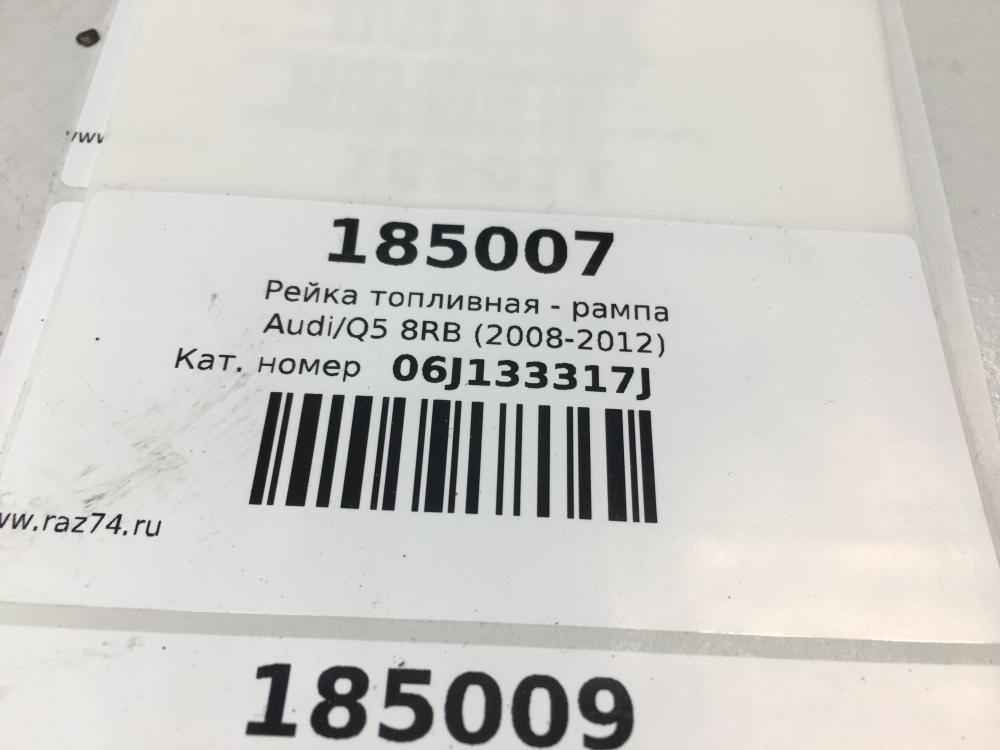 185007
Рейка топливная - рампа
Audi/Q5 8RB (2008-2012)
Кат. номер 06J133317J
ww.raz74.ru
185009